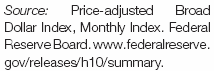 Source: Price-adjusted Broad
Dollar Index, Monthly Index. Federal
Reserve Board. www.federalreserve.
gov/releases/h10/summary.